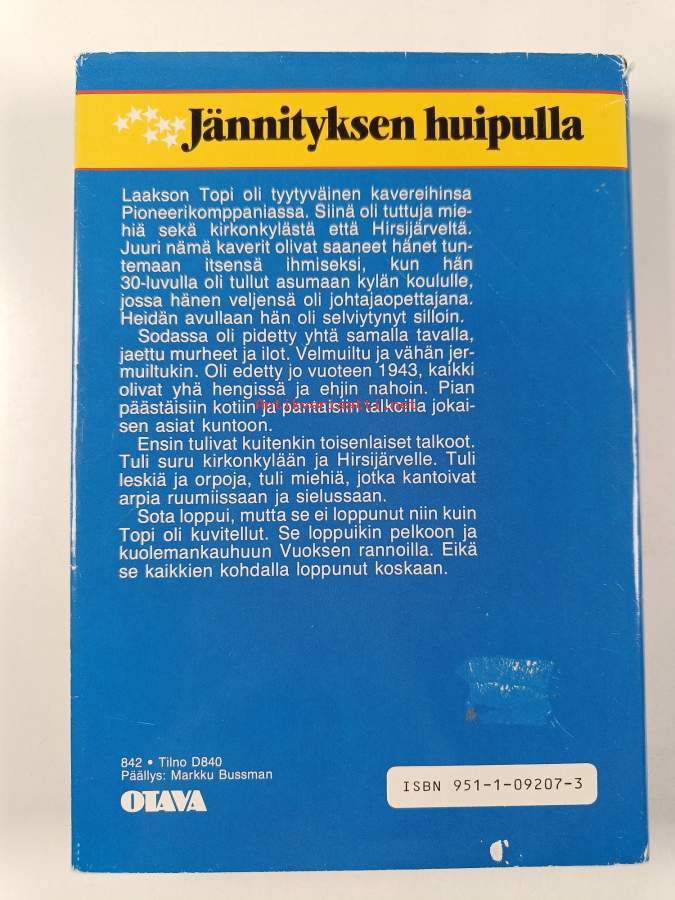 Jännityksen huipulla
Laakson Topi oli tyytyväinen kavereihinsa
Pioneerikomppaniassa. Siinä oli tuttuja mie-
hiä sekä kirkonkylästä että Hirsijärveltä.
Juuri nämä kaverit olivat saaneet hänet tun-
temaan itsensä ihmiseksi, kun hän
30-luvulla oli tullut asumaan kylän koululle,
jossa hänen veljensä oli johtajaopettajana.
Heidän avullaan hän oli selviytynyt silloin.
Sodassa oli pidetty yhtä samalla tavalla,
jaettu murheet ja ilot. Velmuiltu ja vähän jer-
muiltukin. Oli edetty jo vuoteen 1943, kaikki
olivat yhä hengissä ja ehjin nahoin. Pian
päästäisiin kotiin ja pantaisiin talkoilla jokai-
sen asiat kuntoon.
Ensin tulivat kuitenkin toisenlaiset talkoot.
Tuli suru kirkonkylään ja Hirsijärvelle. Tuli
leskiä ja orpoja, tuli miehiä, jotka kantoivat
arpia ruumiissaan ja sielussaan.
Sota loppui, mutta se ei loppunut niin kuin
Topi oli kuvitellut. Se loppuikin pelkoon ja
kuolemankauhuun Vuoksen rannoilla. Eikä
se kaikkien kohdalla loppunut koskaan.
842 • Tilno D840
Päällys: Markku Bussman
OTAVA
ISBN 951-1-09207-3